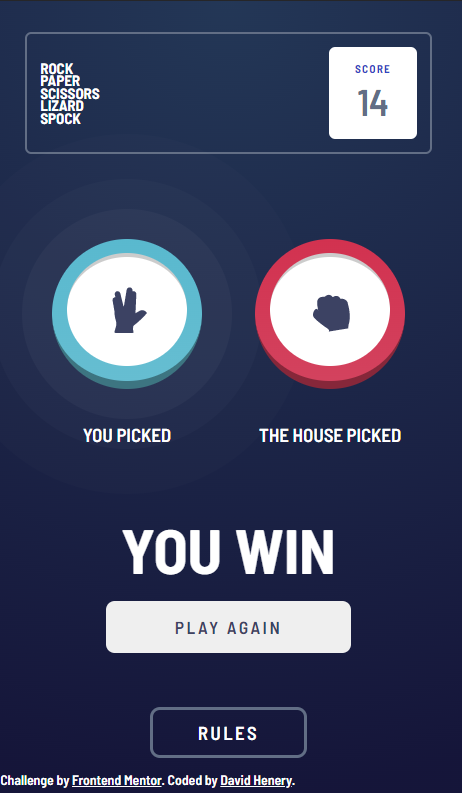 ROCK
PAPER
SCISSORS
LIZARD
SPOCK
SCORE
14
YOU PICKED
THE HOUSE PICKED
YOU WIN
PLAY AGAIN
RULES
Challenge by Frontend Mentor. Coded by David Henery.